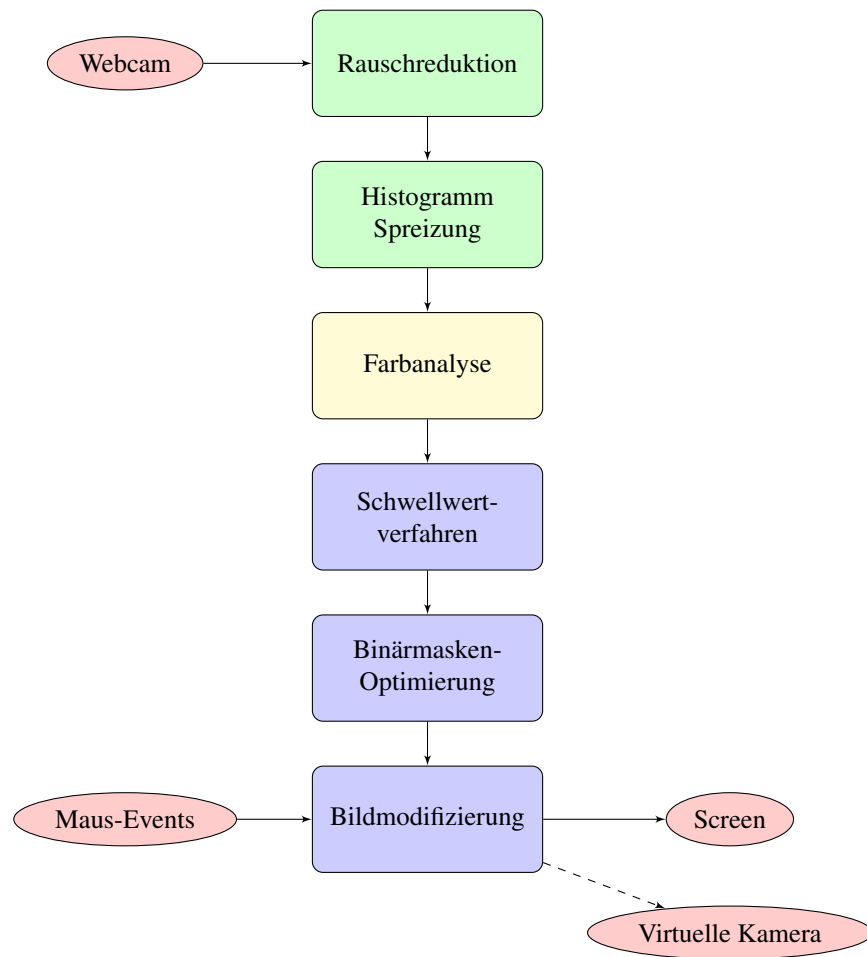 Webcam
Rauschreduktion
Histogramm
Spreizung
Farbanalyse
Schwellwert-
verfahren
Binärmasken-
Optimierung
Maus-Events
Bildmodifizierung
Screen
Virtuelle Kamera